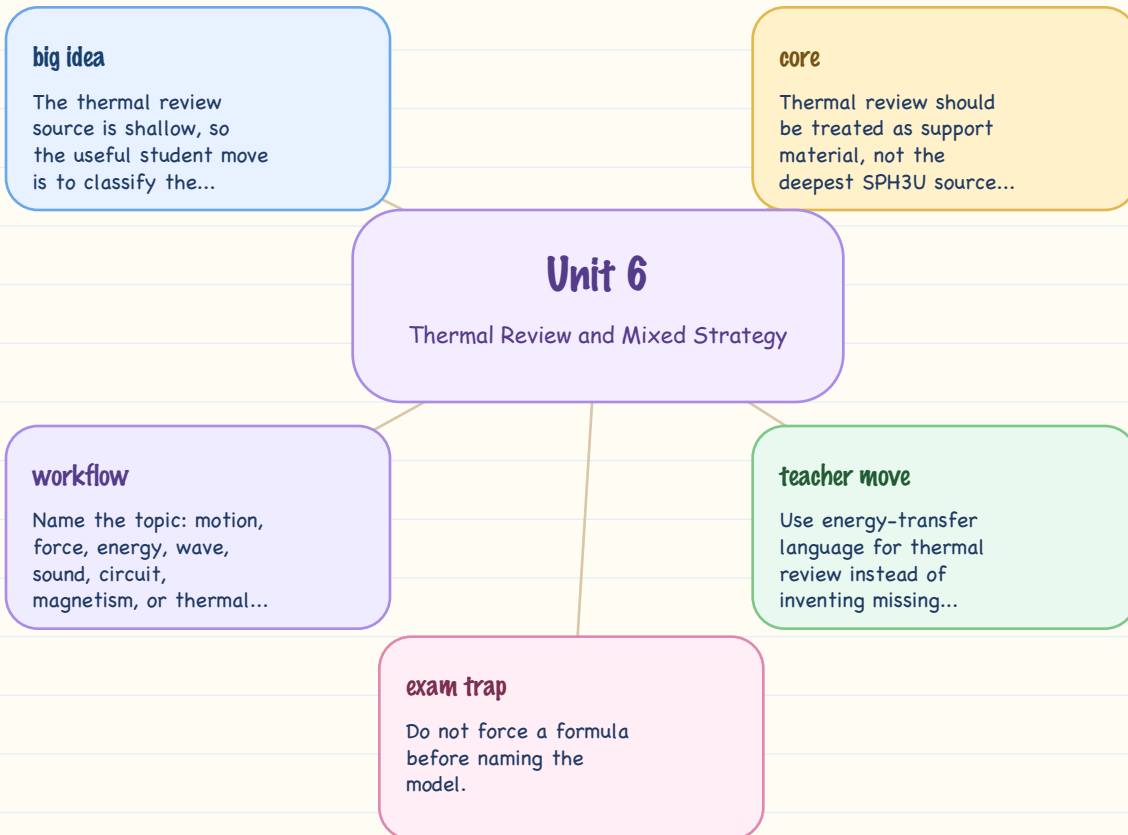 big idea
The thermal review
source is shallow, so
the useful student move
is to classify the...
core
Thermal review should
be treated as support
material, not the
deepest SPH3U source...
Unit 6
Thermal Review and Mixed Strategy
workflow
Name the topic: motion,
force, energy, wave,
sound, circuit,
magnetism, or thermal...
teacher move
Use energy-transfer
language for thermal
review instead of
inventing missing...
exam trap
Do not force a formula
before naming the
model.